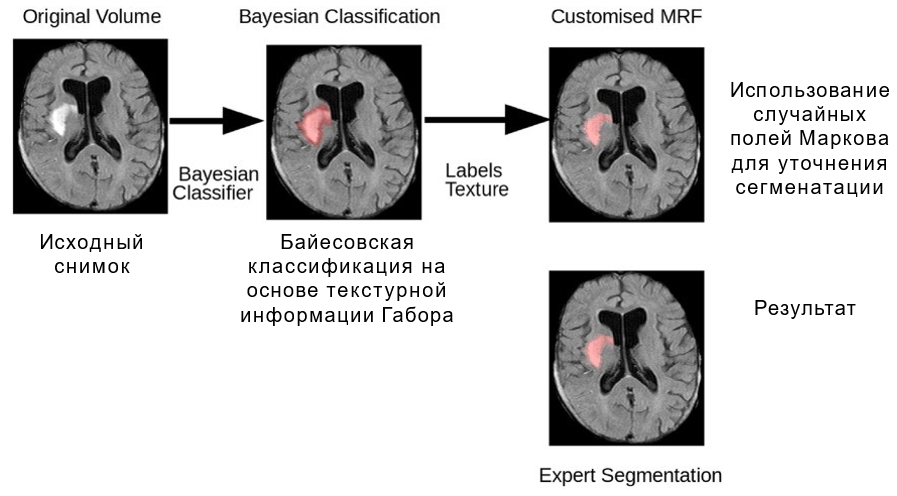 Original Volume
Bayesian Classification
Customised MRF
Bayesian
Classifier
Labels
Texture
Использование
случайных
полей Маркова
для уточнения
сегменатации
Исходный
снимок
Байесовская
классификация на
основе текстурной
информации Габора
Результат
Expert Segmentation